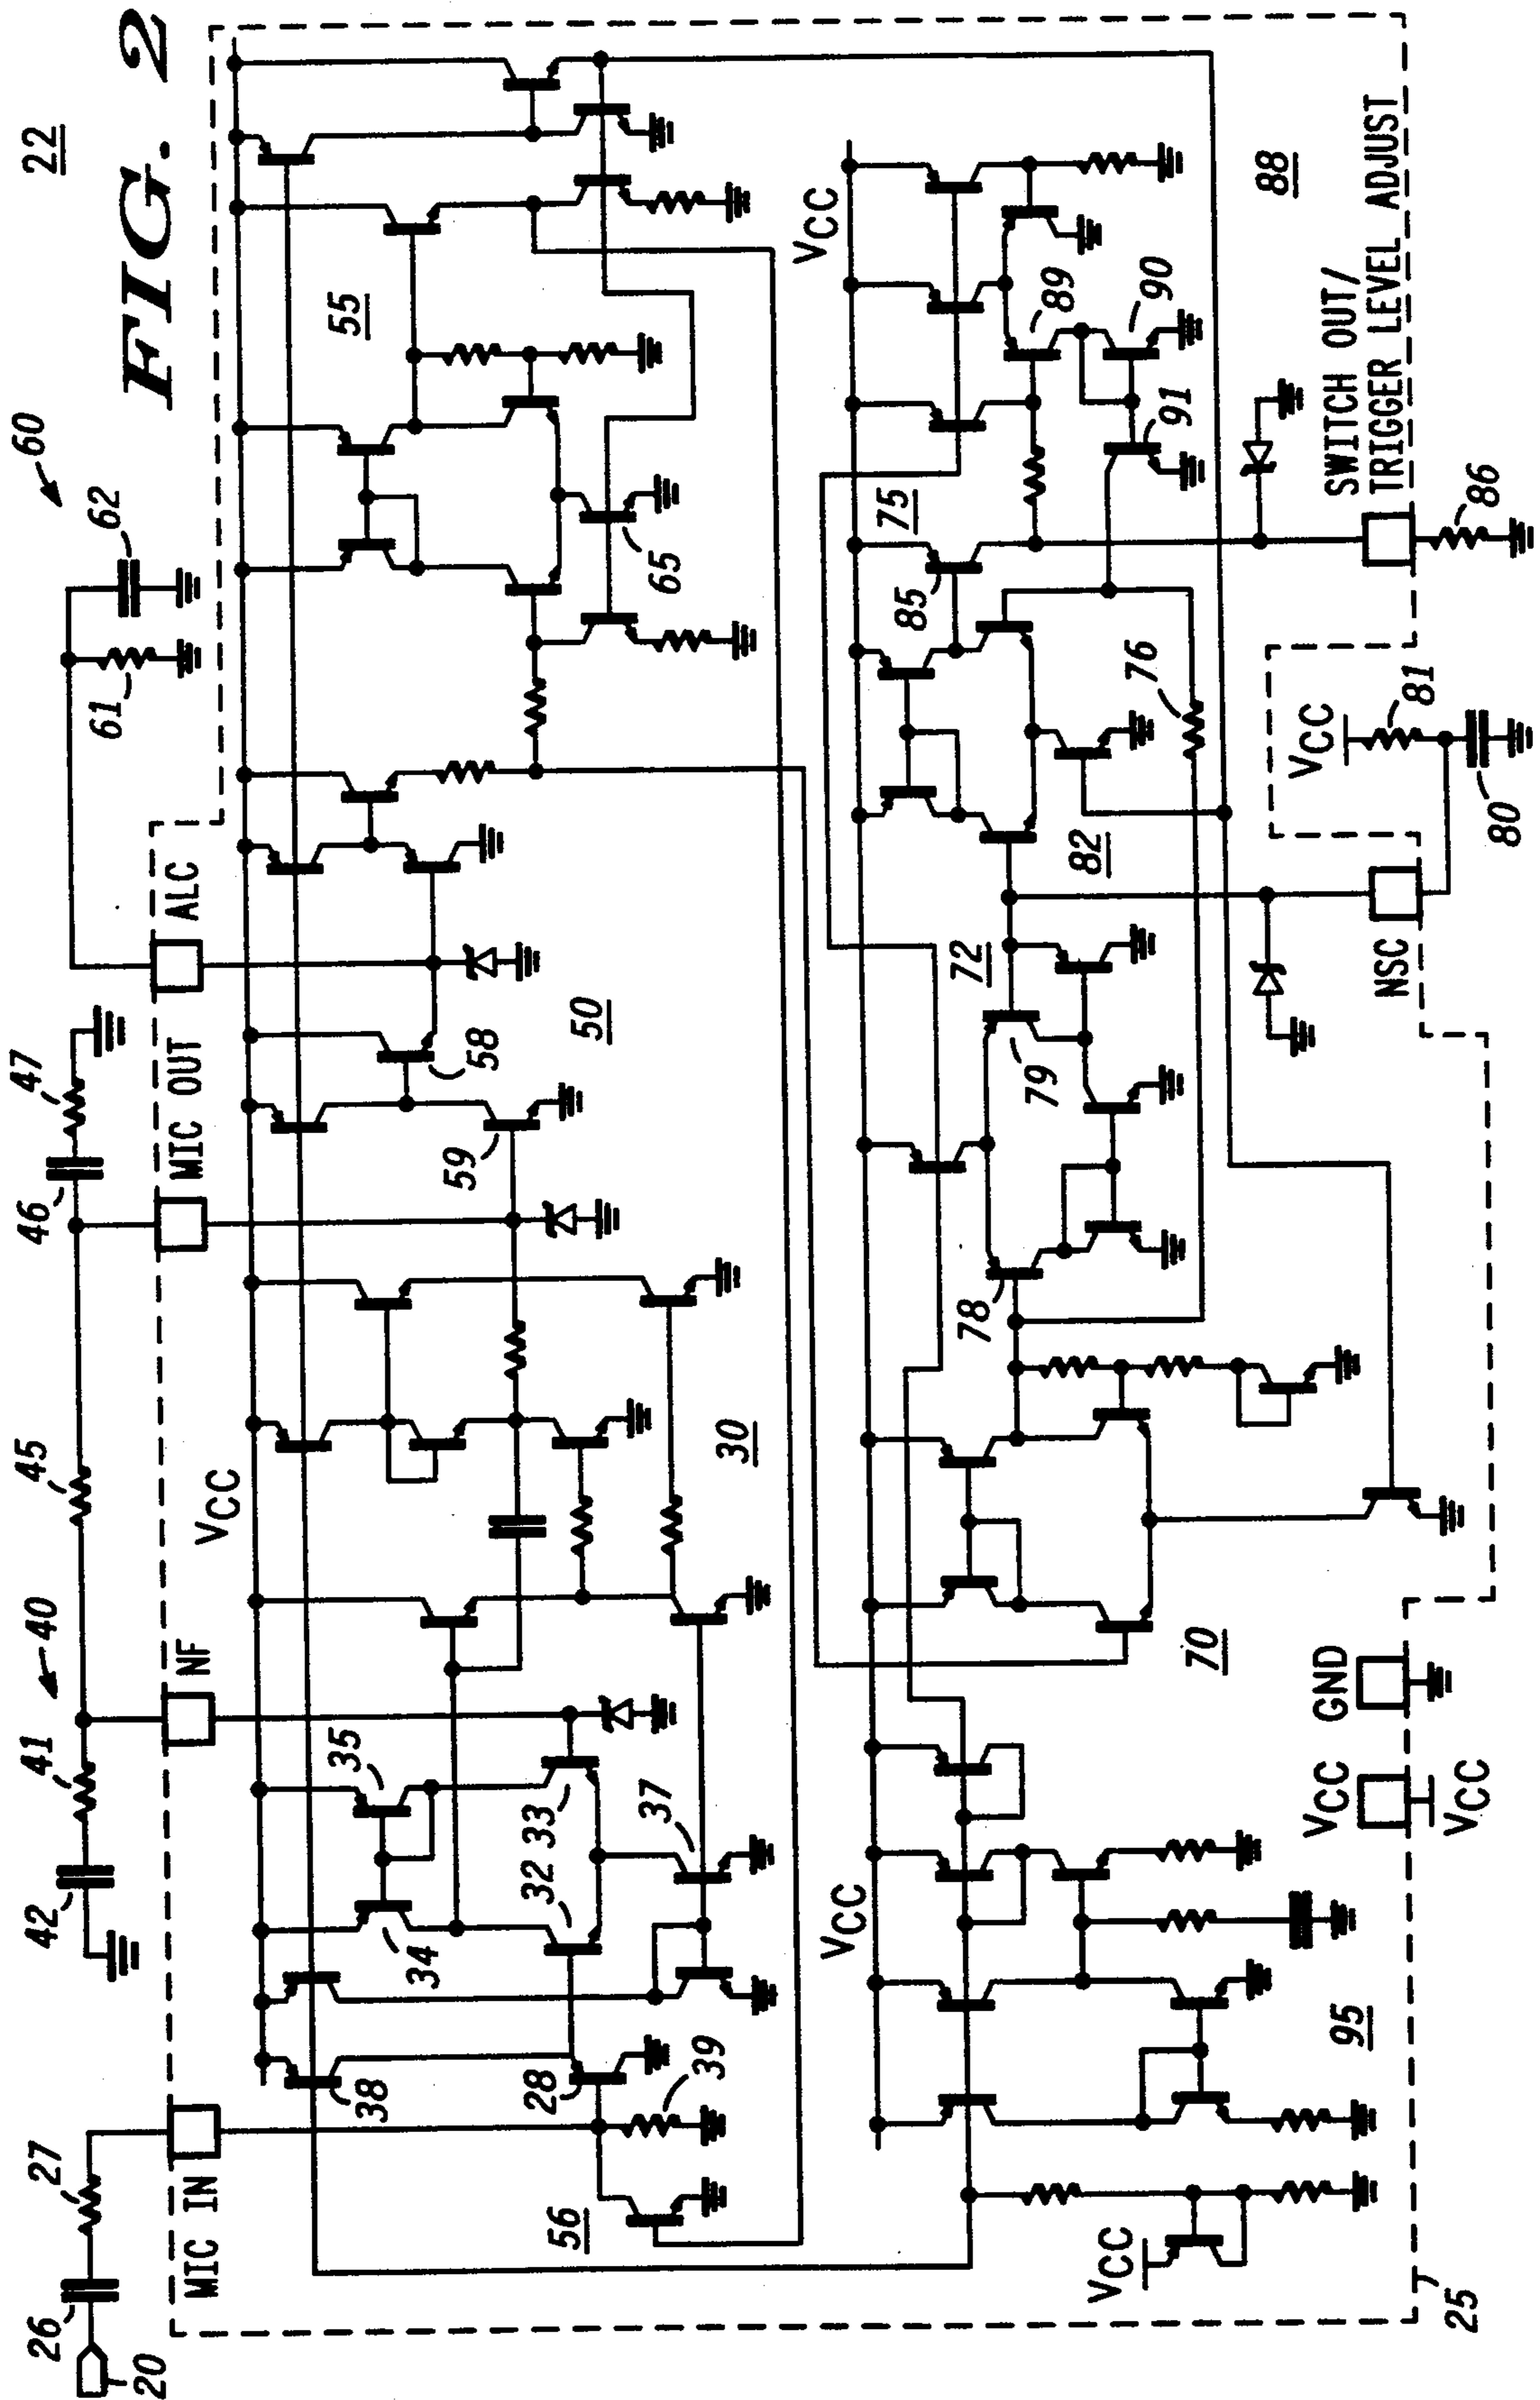 FIG. 2
22
60
62
61
47
46
45
40
41
42
27
26
20
MIC IN
NF
MIC OUT
ALC
VCC
38
28
39
56
34
35
32
33
37
30
59
58
50
65
55
VCC
VCC
95
70
78
79
72
82
76
85
75
89
90
91
88
VCC
25
VCC
VCC
GND
NSC
80
81
VCC
SWITCH OUT/
TRIGGER LEVEL ADJUST
86